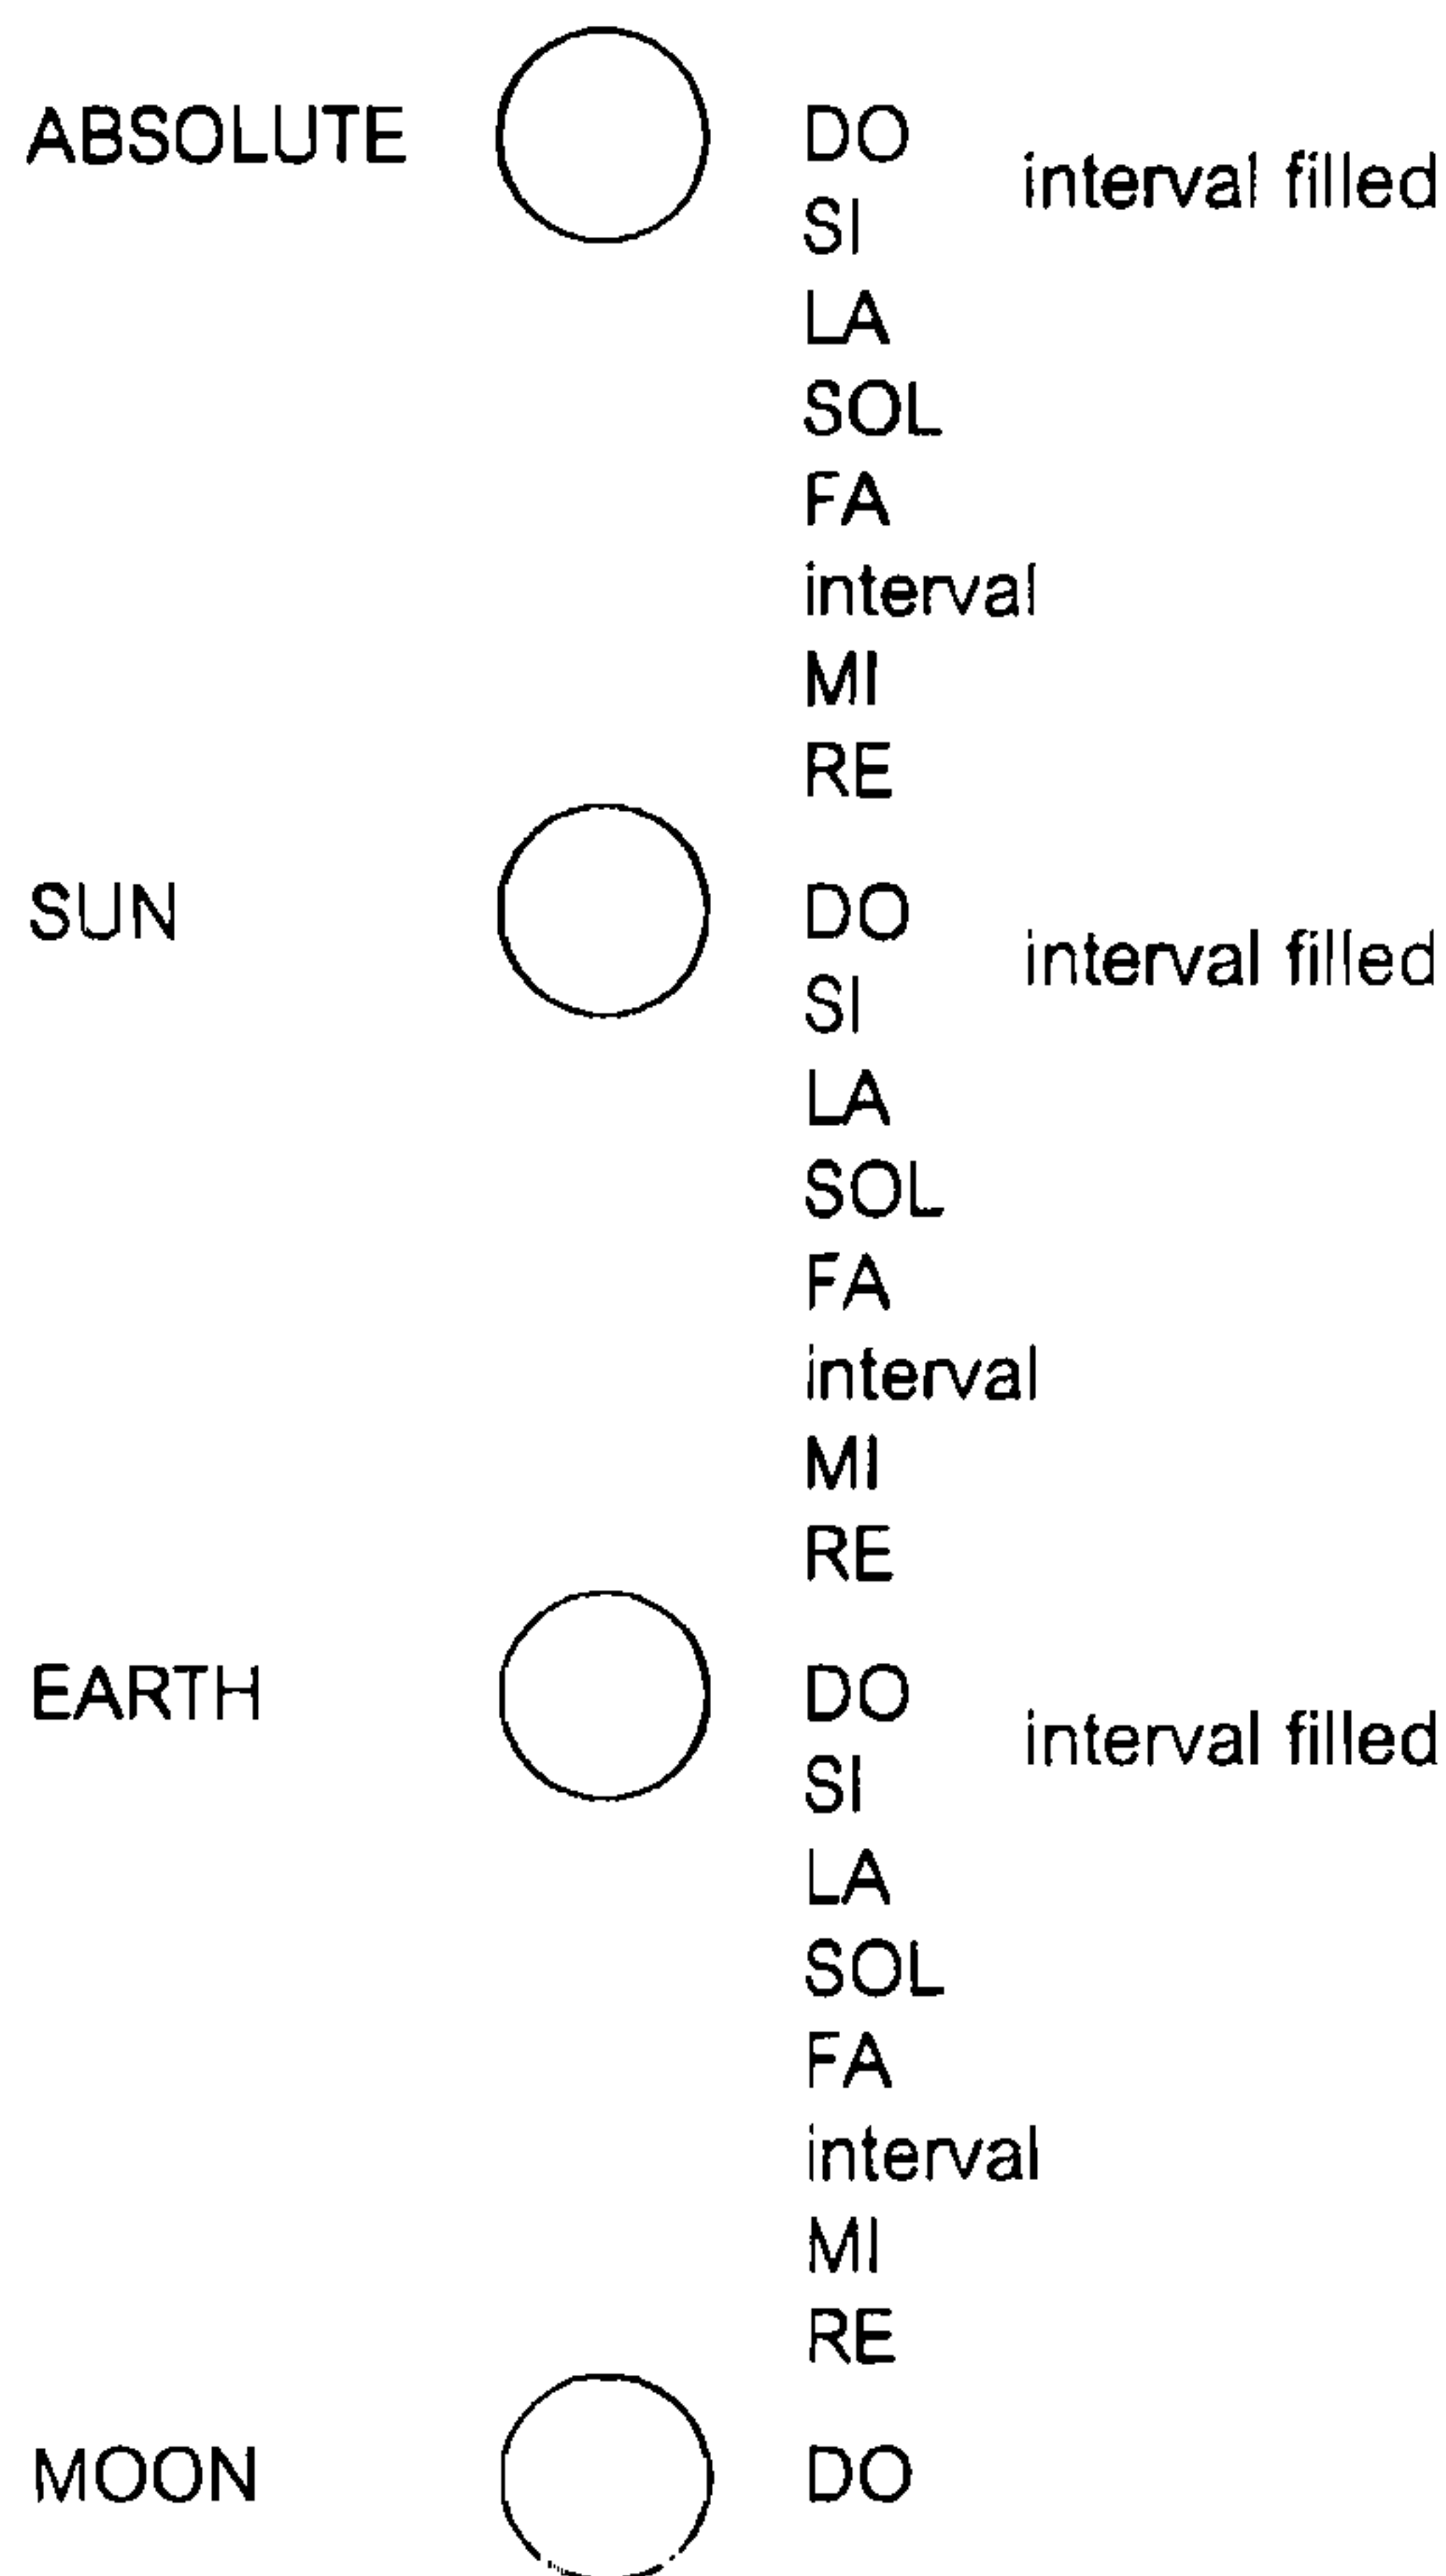 ABSOLUTE DO
interval filled
SI
LA
SOL
FA
interval
MI
RE
SUN DO
interval filled
SI
LA
SOL
FA
interval
MI
RE
EARTH DO
interval filled
SI
LA
SOL
FA
interval
MI
RE
MOON DO